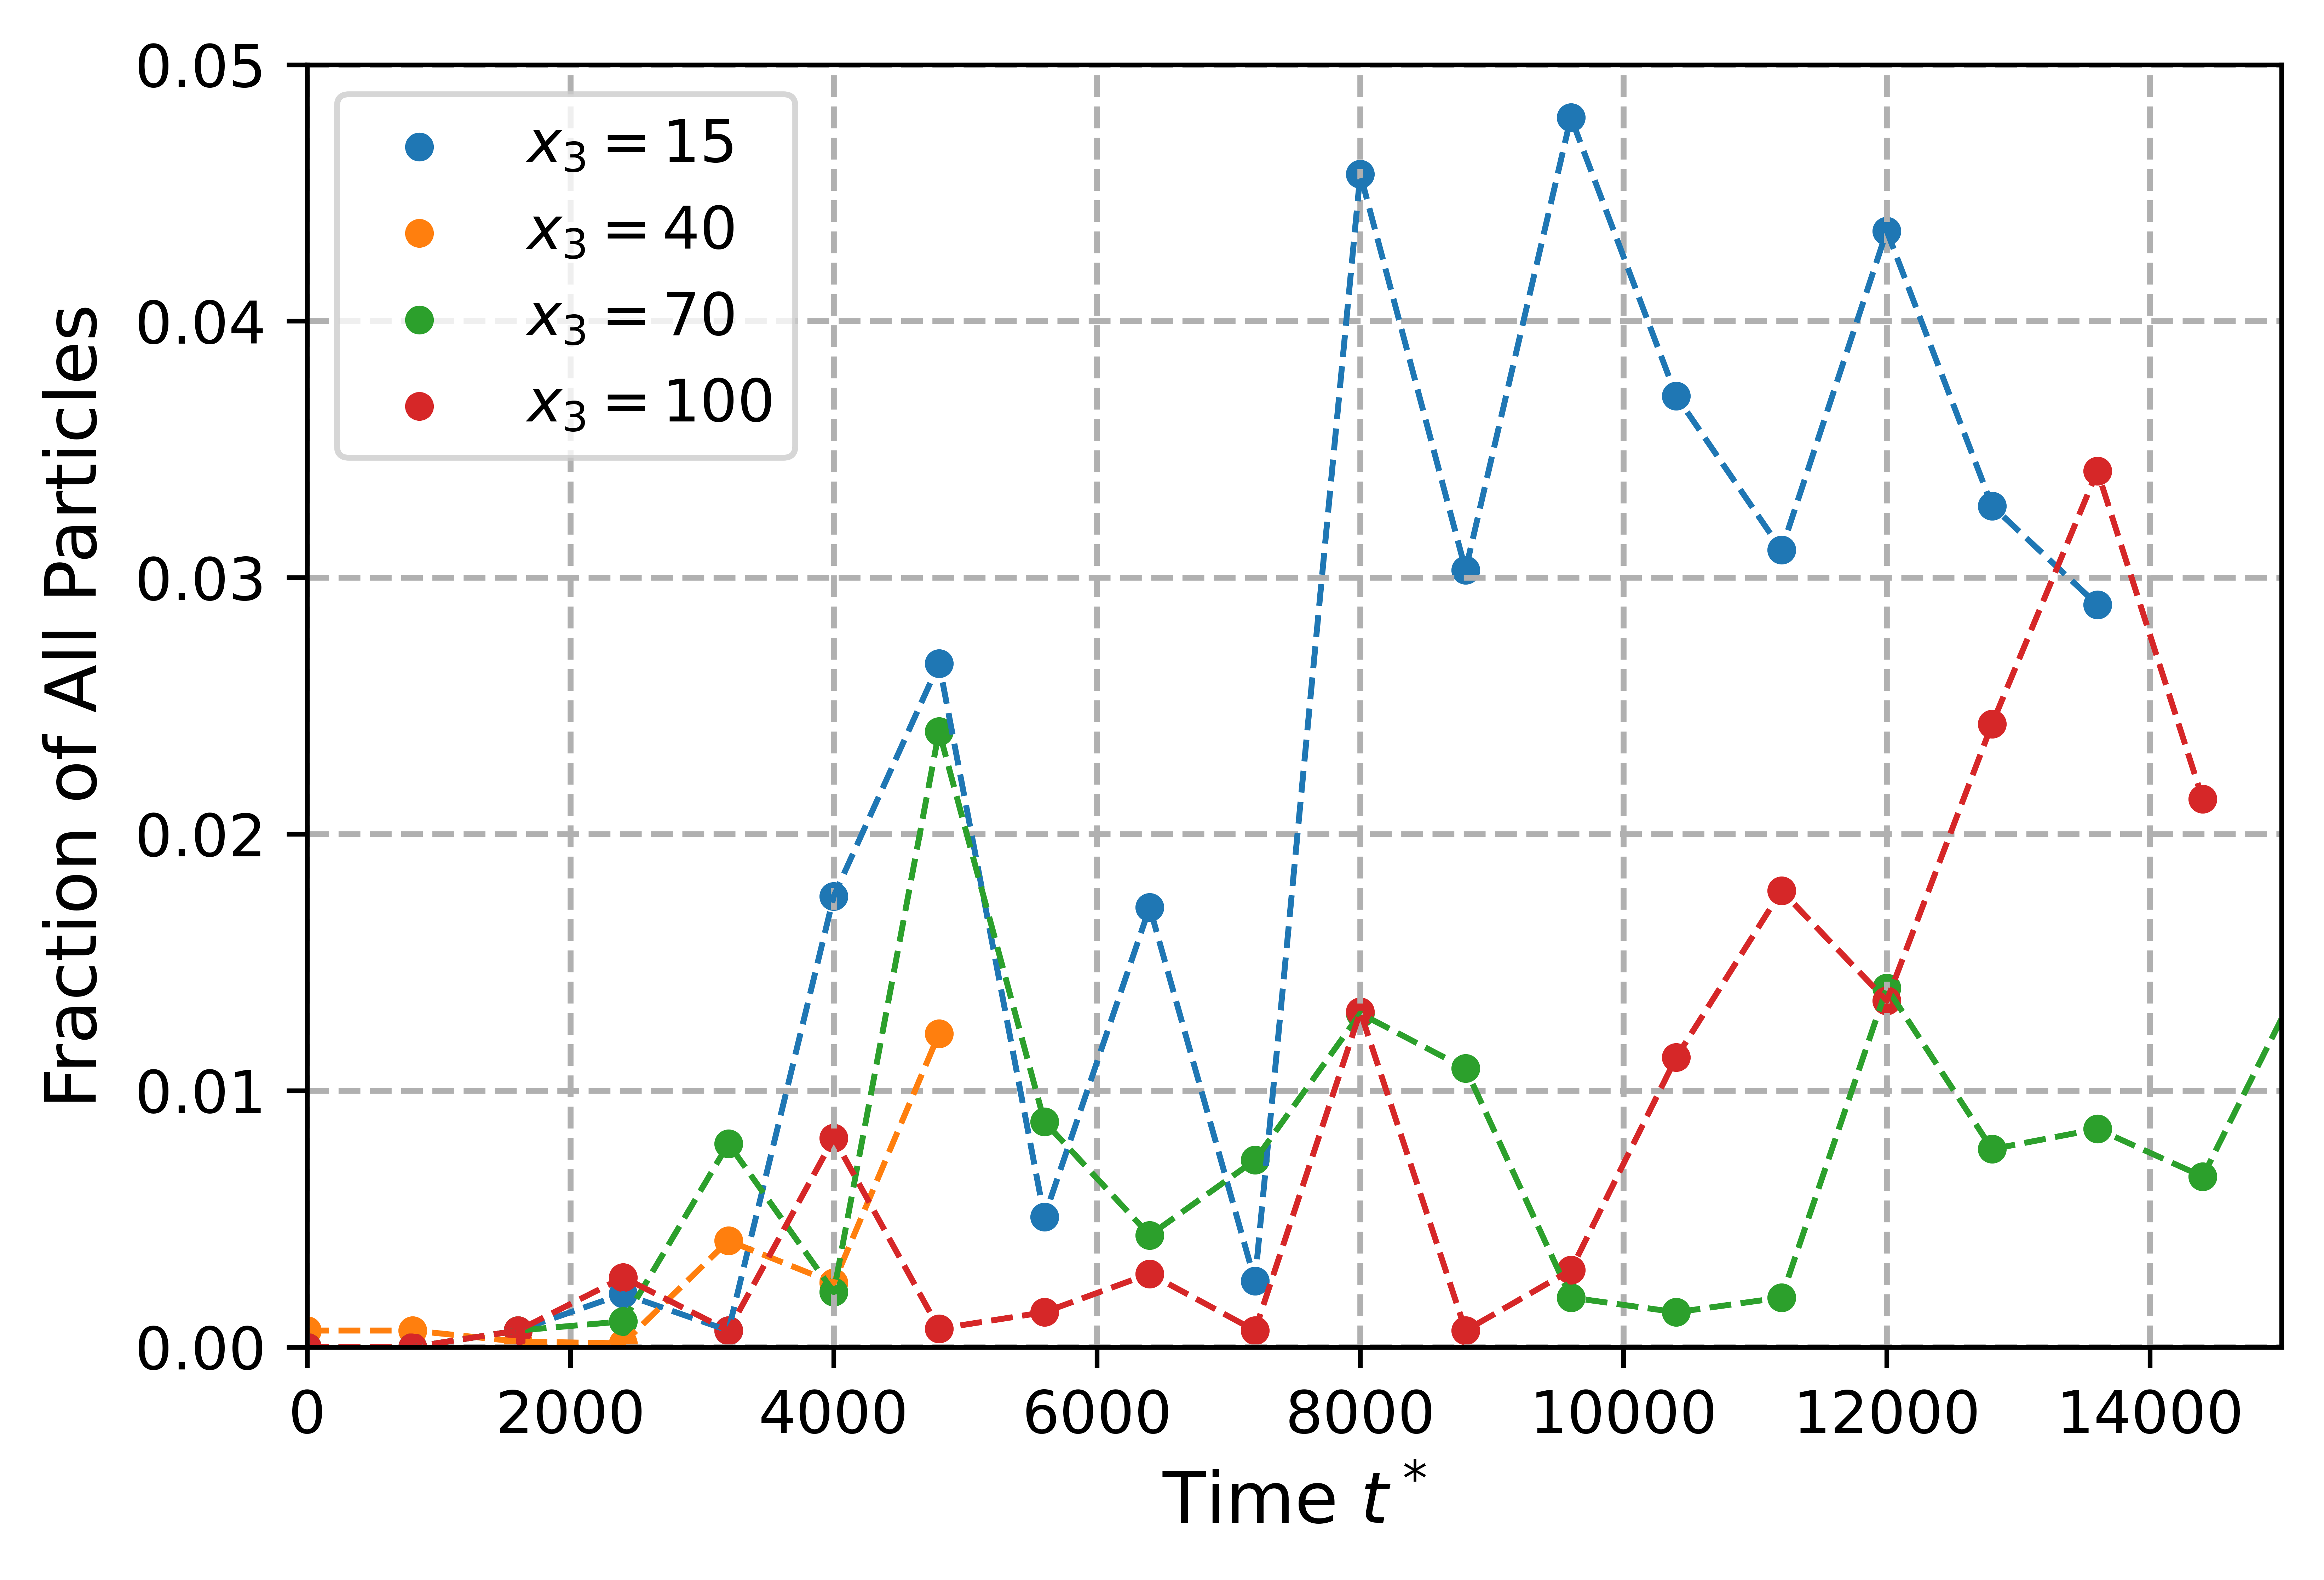 0.05
0.04
0.03
0.02
0.01
0.00
Fraction of All Particles
x₃ = 15
x₃ = 40
x₃ = 70
x₃ = 100
0 2000 4000 6000 8000 10000 12000 14000
Time t*